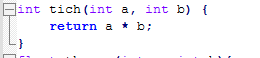 int tich(int a, int b) {
    return a * b;
}